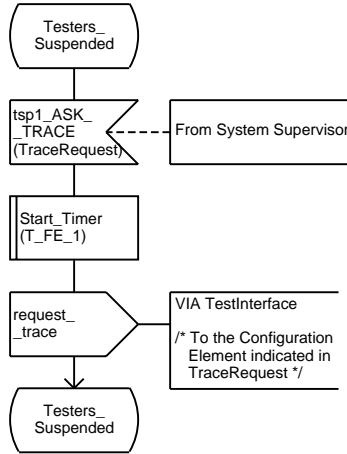 Testers_
Suspended
tsp1_ASK_
_TRACE
(TraceRequest)
From System Supervisor
Start_Timer
(T_FE_1)
request_
_trace
VIA TestInterface
/* To the Configuration
Element indicated in
TraceRequest */
Testers_
Suspended